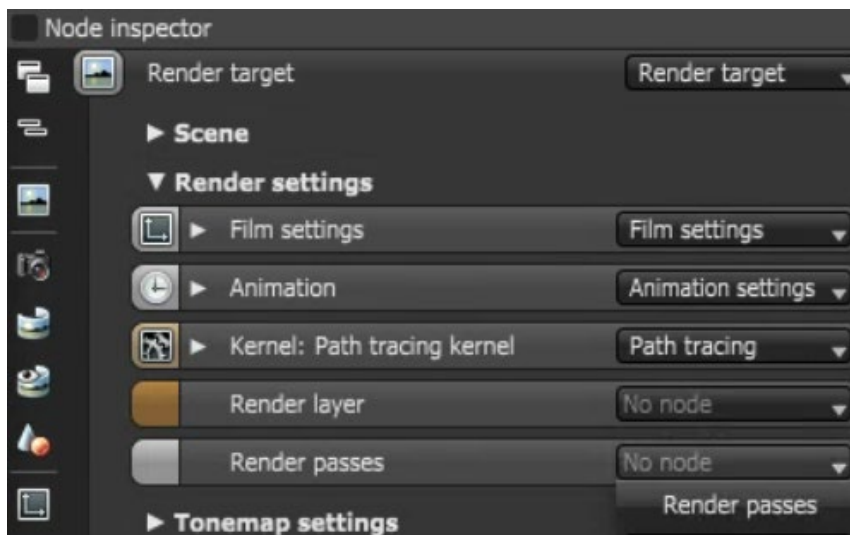 Node inspector
Render target Render target
Scene
Render settings
Film settings Film settings
Animation Animation settings
Kernel: Path tracing kernel Path tracing
Render layer No node
Render passes No node
Render passes
Tonemap settings